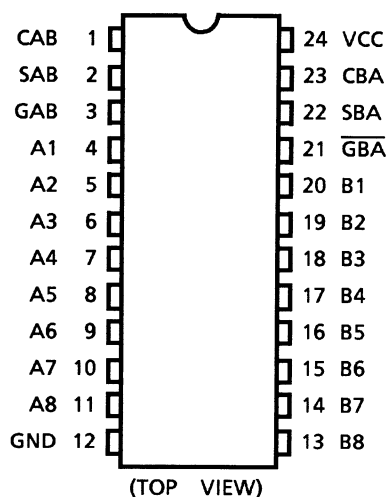 CAB 1 24 VCC
SAB 2 23 CBA
GAB 3 22 SBA
A1 4 21 G̅B̅A̅
A2 5 20 B1
A3 6 19 B2
A4 7 18 B3
A5 8 17 B4
A6 9 16 B5
A7 10 15 B6
A8 11 14 B7
GND 12 13 B8
(TOP VIEW)